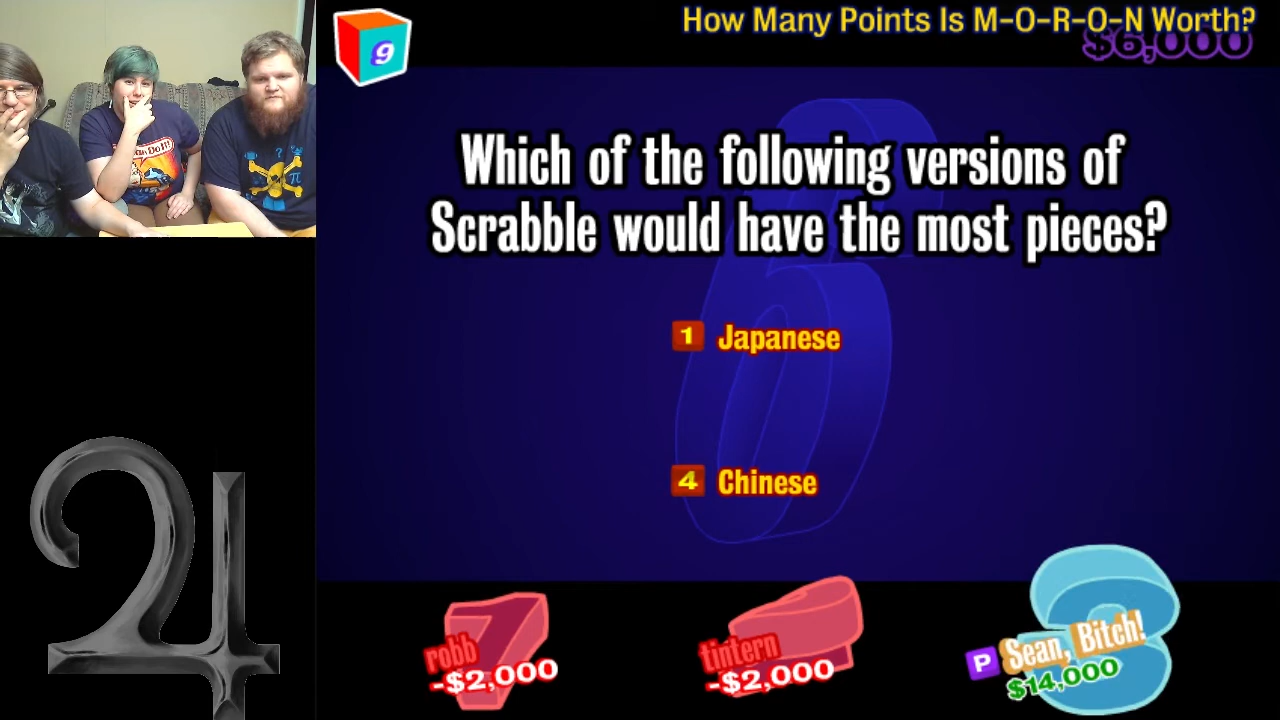 How Many Points Is M-O-R-O-N Worth?
$6,000
9
Which of the following versions of
Scrabble would have the most pieces?
1 Japanese
4 Chinese
robb
-$2,000
tintern
-$2,000
P Sean, Bitch!
$14,000